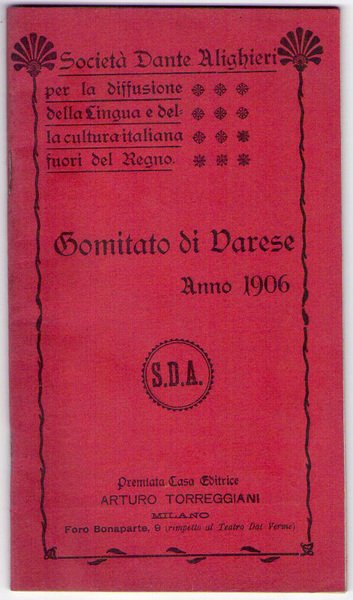 Società Dante Alighieri
per la diffusione
della Lingua e del-
la cultura italiana
fuori del Regno.
Comitato di Varese
Anno 1906
S.D.A.
Premiata Casa Editrice
ARTURO TORREGGIANI
MILANO
Foro Bonaparte, 9 (rimpetto al Teatro Dal Verme)